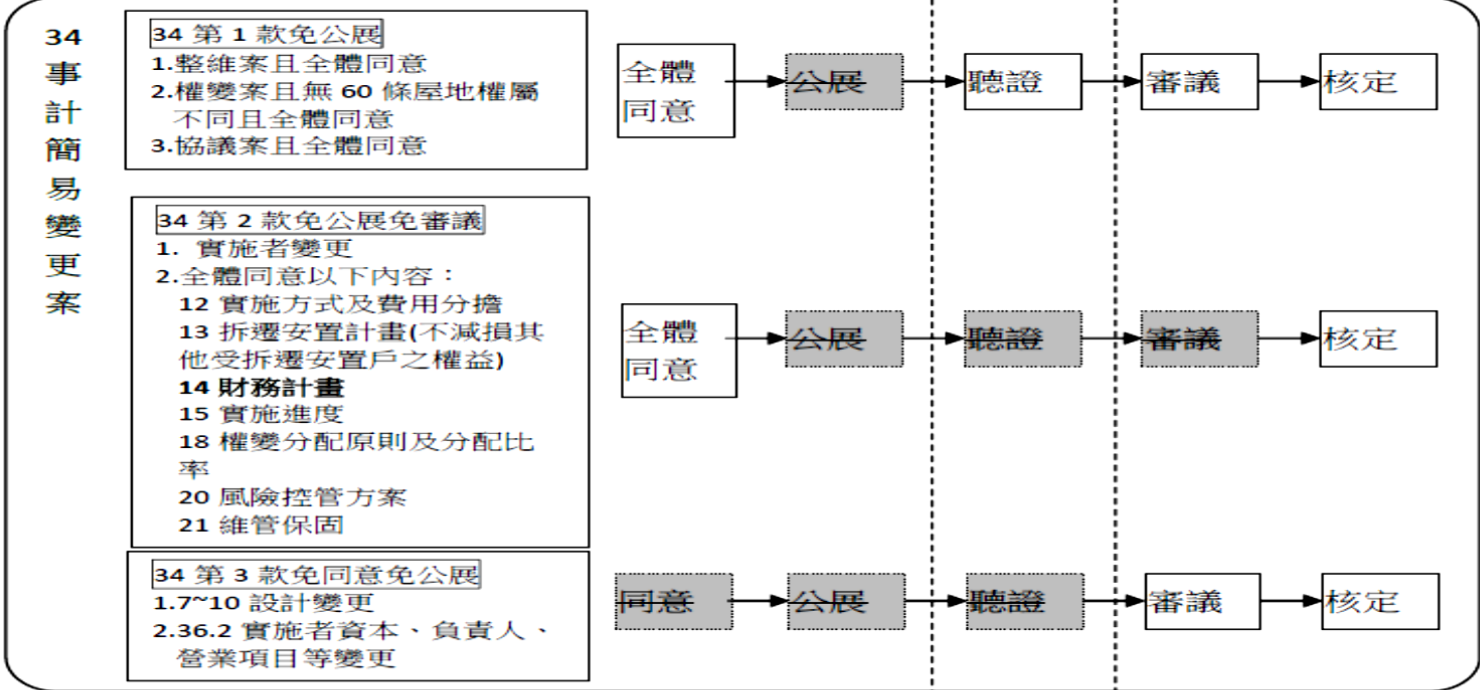 34事計簡易變更案
34 第 1 款免公展
1.整維案且全體同意
2.權變案且無 60 條屋地權屬
不同且全體同意
3.協議案且全體同意
全體
同意
公展
聽證
審議
核定
34 第 2 款免公展免審議
1. 實施者變更
2.全體同意以下內容：
12 實施方式及費用分擔
13 拆遷安置計畫(不減損其
他受拆遷安置戶之權益)
14 財務計畫
15 實施進度
18 權變分配原則及分配比
率
20 風險控管方案
21 維管保固
全體
同意
公展
聽證
審議
核定
34 第 3 款免同意免公展
1.7~10 設計變更
2.36.2 實施者資本、負責人、
營業項目等變更
同意
公展
聽證
審議
核定